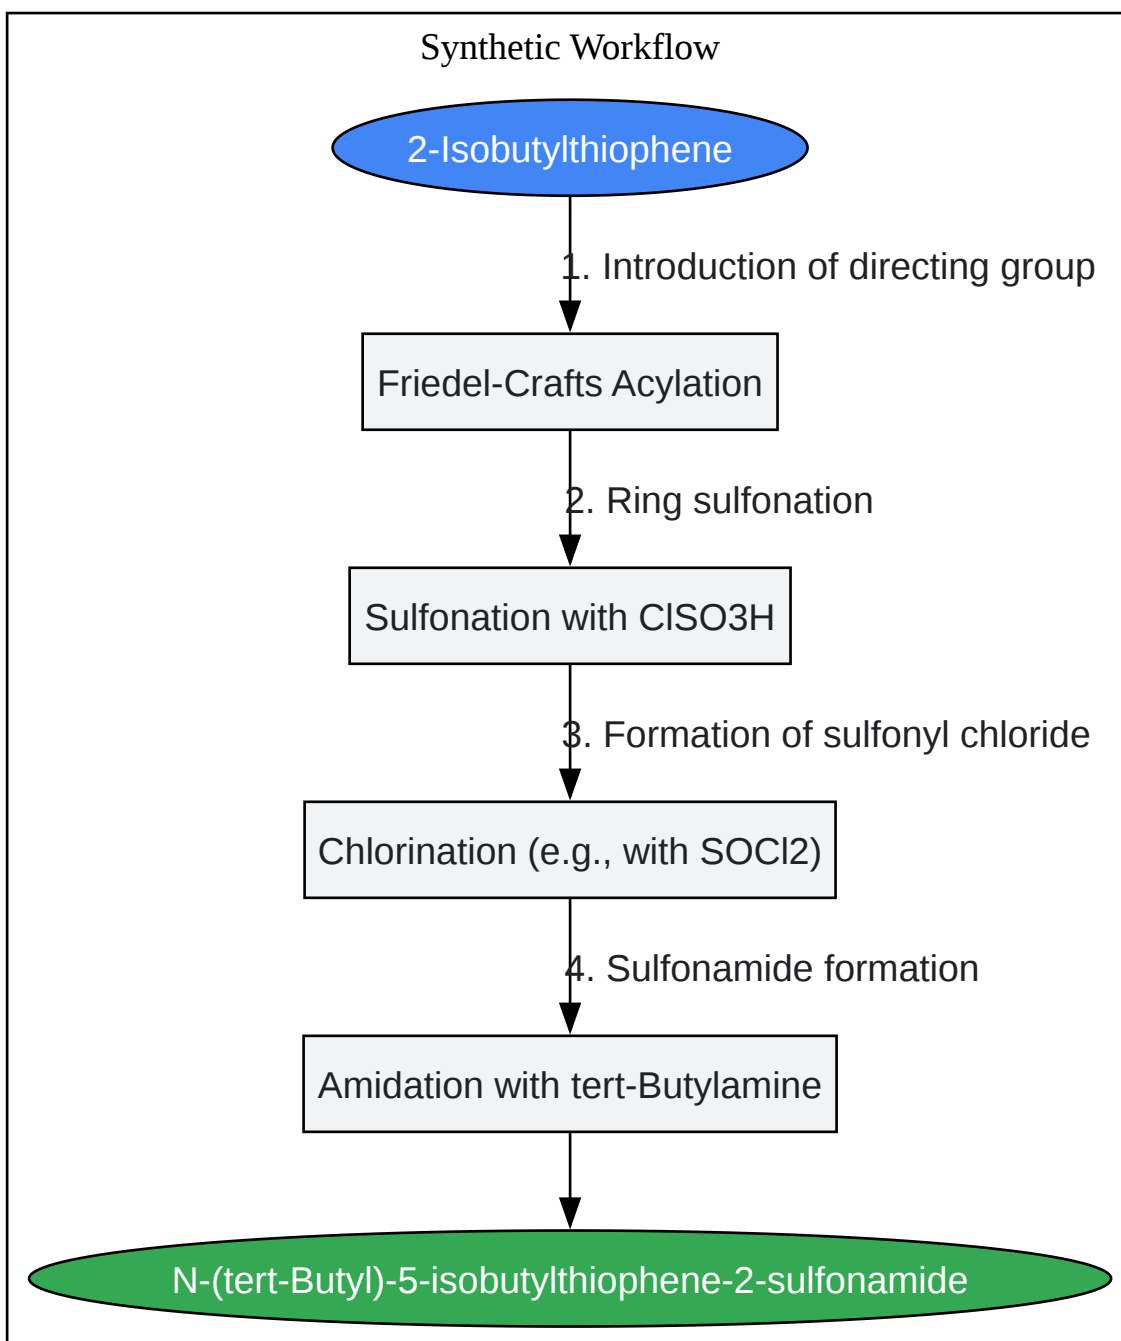 Synthetic Workflow
2-Isobutylthiophene
1. Introduction of directing group
Friedel-Crafts Acylation
2. Ring sulfonation
Sulfonation with ClSO3H
3. Formation of sulfonyl chloride
Chlorination (e.g., with SOCl2)
4. Sulfonamide formation
Amidation with tert-Butylamine
N-(tert-Butyl)-5-isobutylthiophene-2-sulfonamide